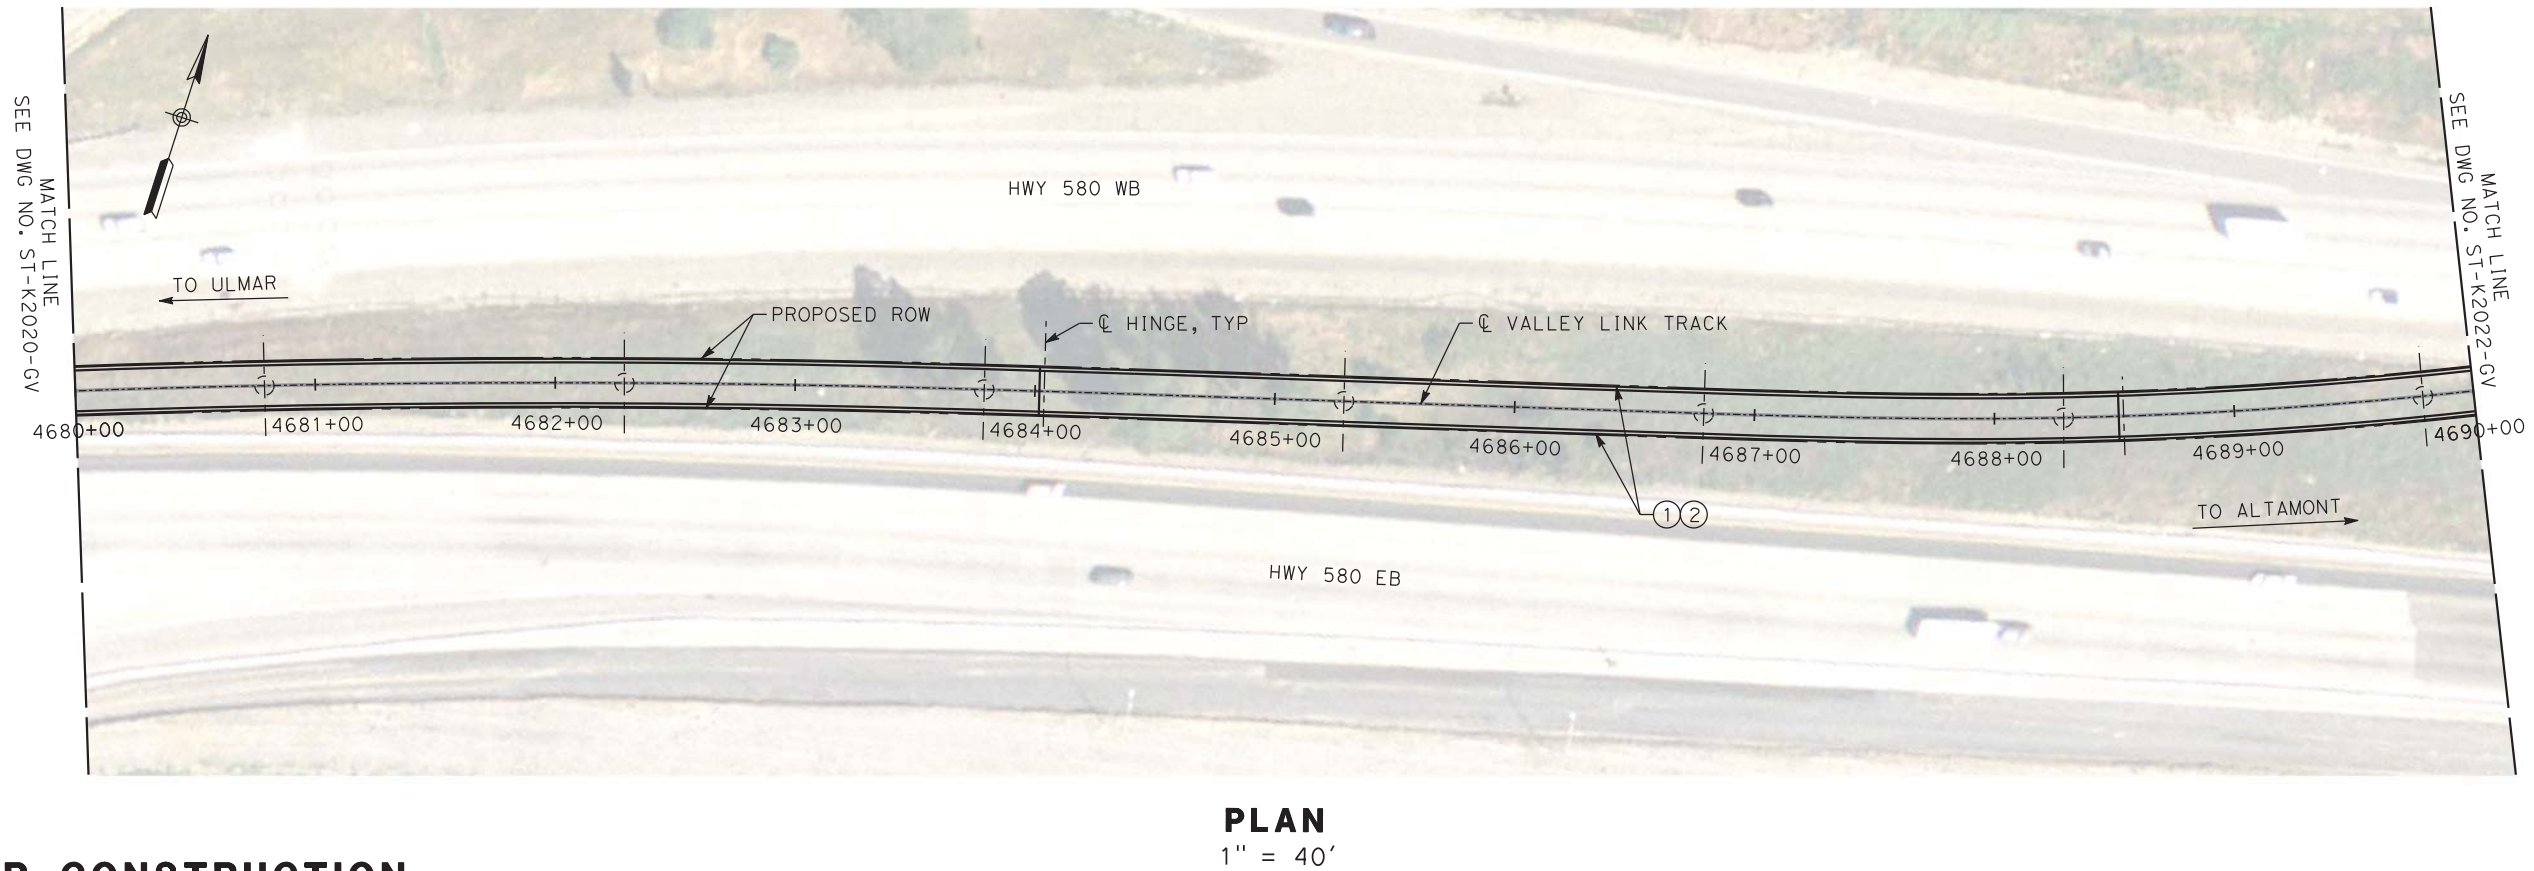 SEE DWG NO. ST-K2020-GV
MATCH LINE
TO ULMAR
HWY 580 WB
PROPOSED ROW
℄ HINGE, TYP
℄ VALLEY LINK TRACK
MATCH LINE
SEE DWG NO. ST-K2022-GV
4680+00
4681+00
4682+00
4683+00
4684+00
4685+00
4686+00
4687+00
4688+00
4689+00
4690+00
1 2
TO ALTAMONT
HWY 580 EB
PLAN
1" = 40'
CONSTRUCTION